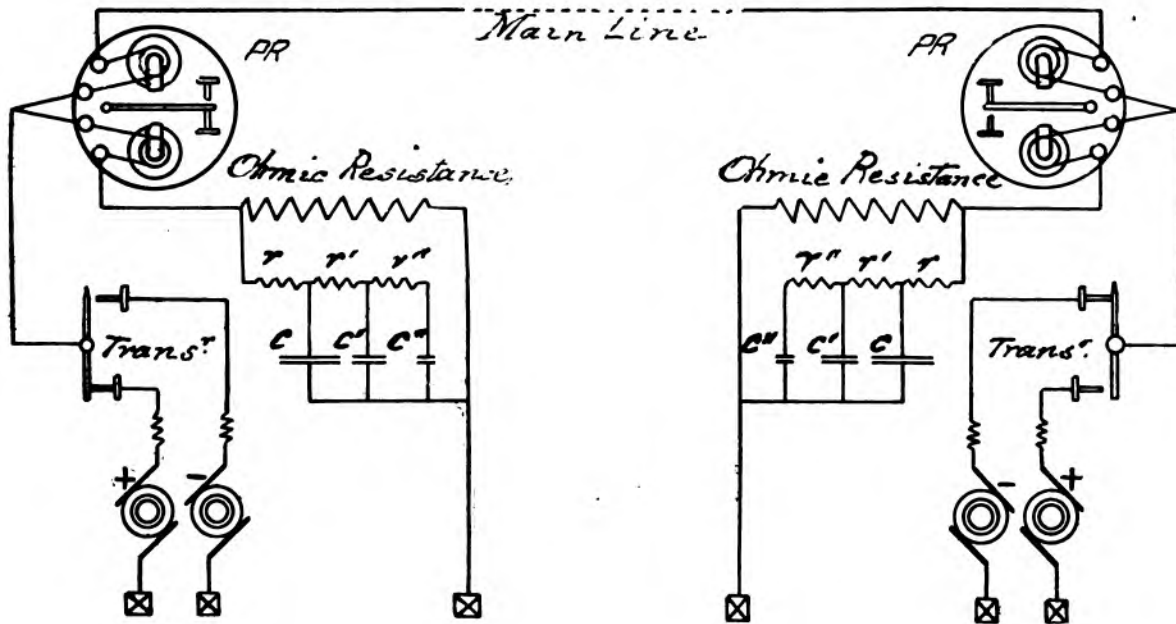 PR
Main Line
PR
Ohmic Resistance
Ohmic Resistance
r r' r"
r" r' r
C C' C"
C" C' C
Trans.r
Trans.r
+ -
- +